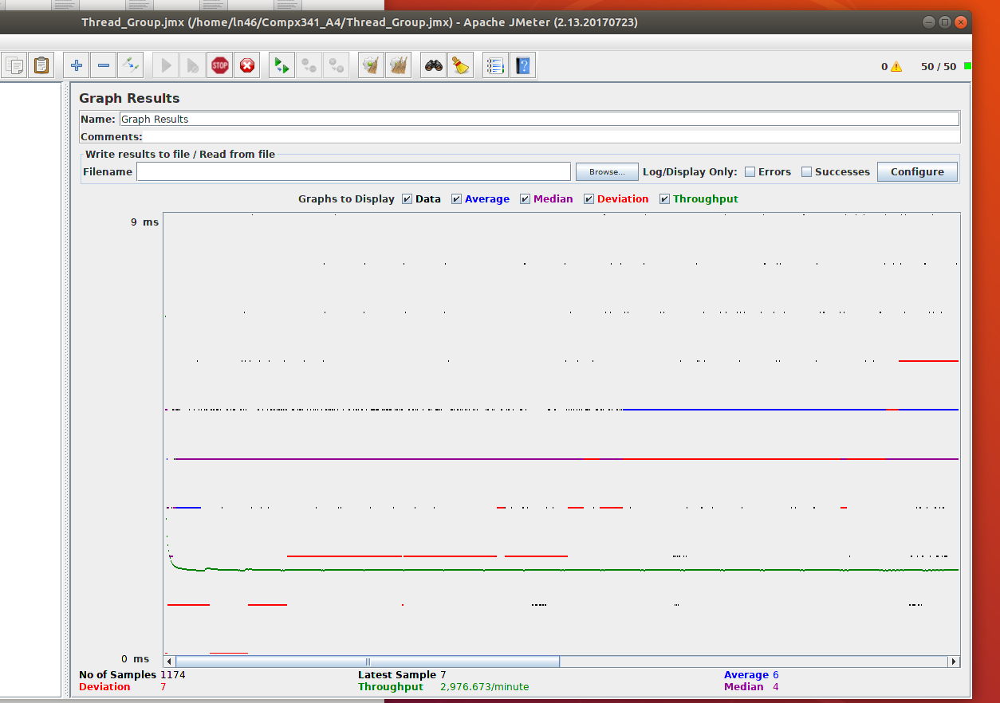 Thread_Group.jmx (/home/ln46/Compx341_A4/Thread_Group.jmx) - Apache JMeter (2.13.20170723)
STOP
?
0 50 / 50
Graph Results
Name: Graph Results
Comments:
Write results to file / Read from file
Filename Browse... Log/Display Only: Errors Successes Configure
Graphs to Display Data Average Median Deviation Throughput
9 ms
0 ms
No of Samples 1174 Latest Sample 7 Average 6
Deviation 7 Throughput 2,976.673/minute Median 4